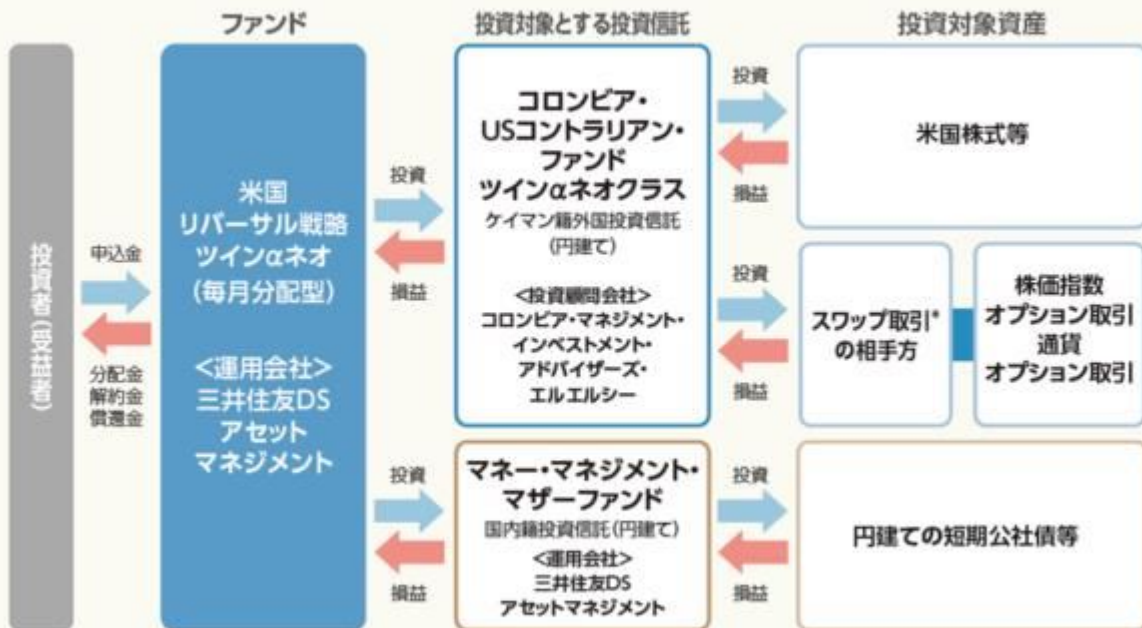 ファンド
投資対象とする投資信託
投資対象資産
投資者(受益者)
申込金
分配金
解約金
償還金
米国
リバーサル戦略
ツインαネオ
(毎月分配型)
<運用会社>
三井住友DS
アセット
マネジメント
投資
損益
コロンビア・
USコントラリアン・
ファンド
ツインαネオクラス
ケイマン籍外国投資信託
(円建て)
<投資顧問会社>
コロンビア・マネジメント・
インベストメント・
アドバイザーズ・
エルエルシー
投資
損益
米国株式等
投資
損益
スワップ取引*
の相手方
株価指数
オプション取引
通貨
オプション取引
投資
損益
マネー・マネジメント・
マザーファンド
国内籍投資信託(円建て)
<運用会社>
三井住友DS
アセットマネジメント
投資
損益
円建ての短期公社債等